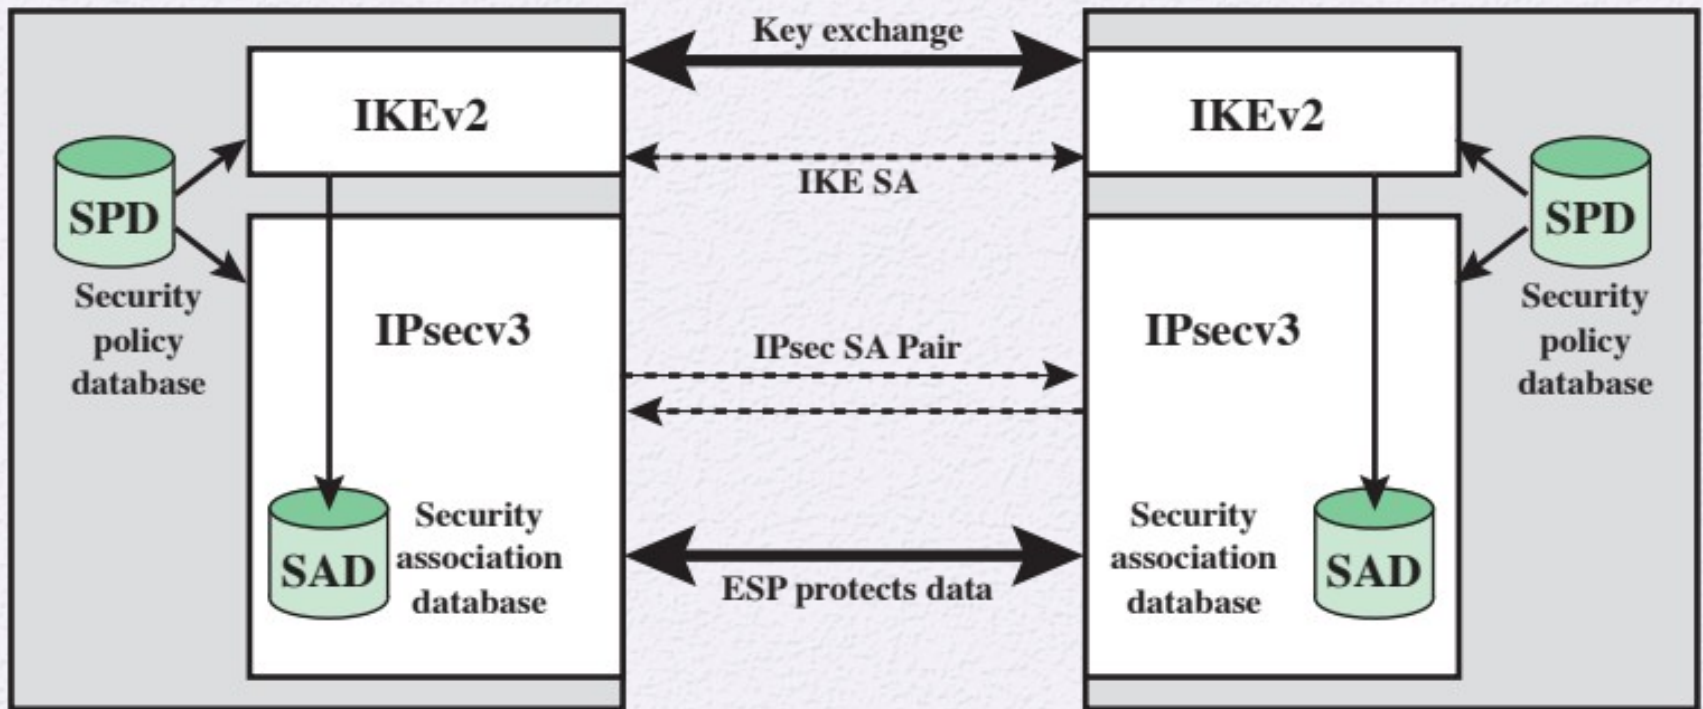 Key exchange
IKEv2
IKEv2
IKE SA
SPD
SPD
Security
policy
database
Security
policy
database
IPsecv3
IPsecv3
IPsec SA Pair
Security
association
database
SAD
Security
association
database
SAD
ESP protects data